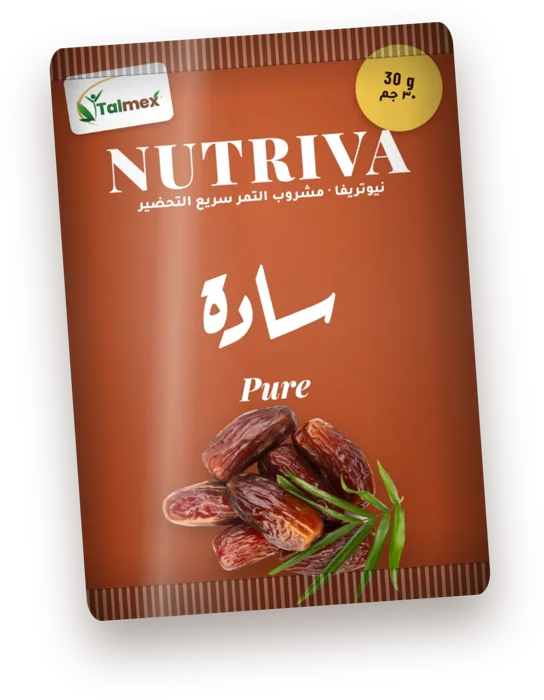 Talmex
30 g
٣٠ جم
NUTRIVA
نيوتريفا · مشروب التمر سريع التحضير
سادة
Pure